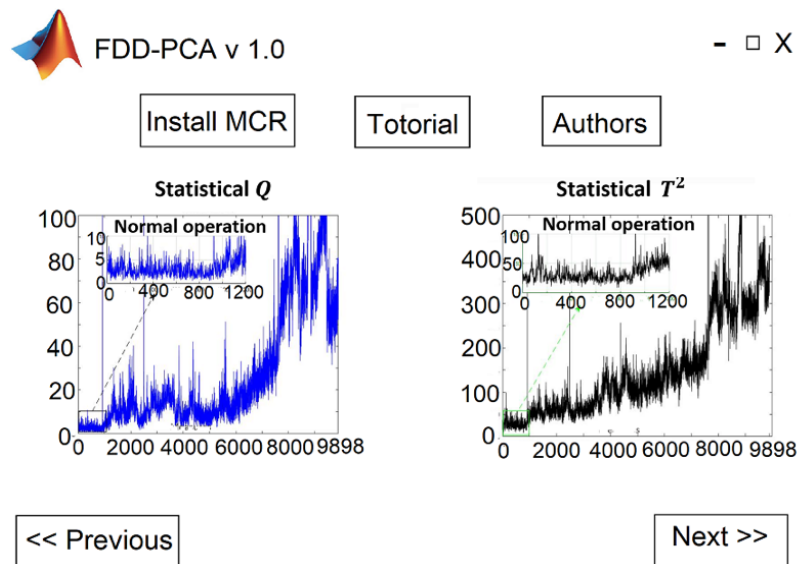 FDD-PCA v 1.0
- □ X
Install MCR
Totorial
Authors
Statistical Q
100
80
60
40
20
0
0 2000 4000 6000 8000 9898
Normal operation
10
5
0
0 400 800 1200
Statistical T²
500
400
300
200
100
0
0 2000 4000 6000 8000 9898
Normal operation
100
50
0
0 400 800 1200
<< Previous
Next >>